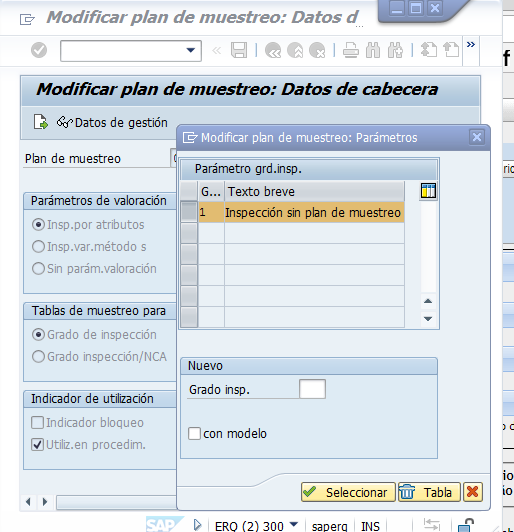 Modificar plan de muestreo: Datos d
Modificar plan de muestreo: Datos de cabecera
Datos de gestión
Plan de muestreo
Parámetros de valoración
Insp.por atributos
Insp.var.método s
Sin parám.valoración
Tablas de muestreo para
Grado de inspección
Grado inspección/NCA
Indicador de utilización
Indicador bloqueo
Utiliz.en procedim.
Modificar plan de muestreo: Parámetros
Parámetro grd.insp.
G... Texto breve
1 Inspección sin plan de muestreo
Nuevo
Grado insp.
con modelo
Seleccionar Tabla
SAP ERQ (2) 300 saperq INS